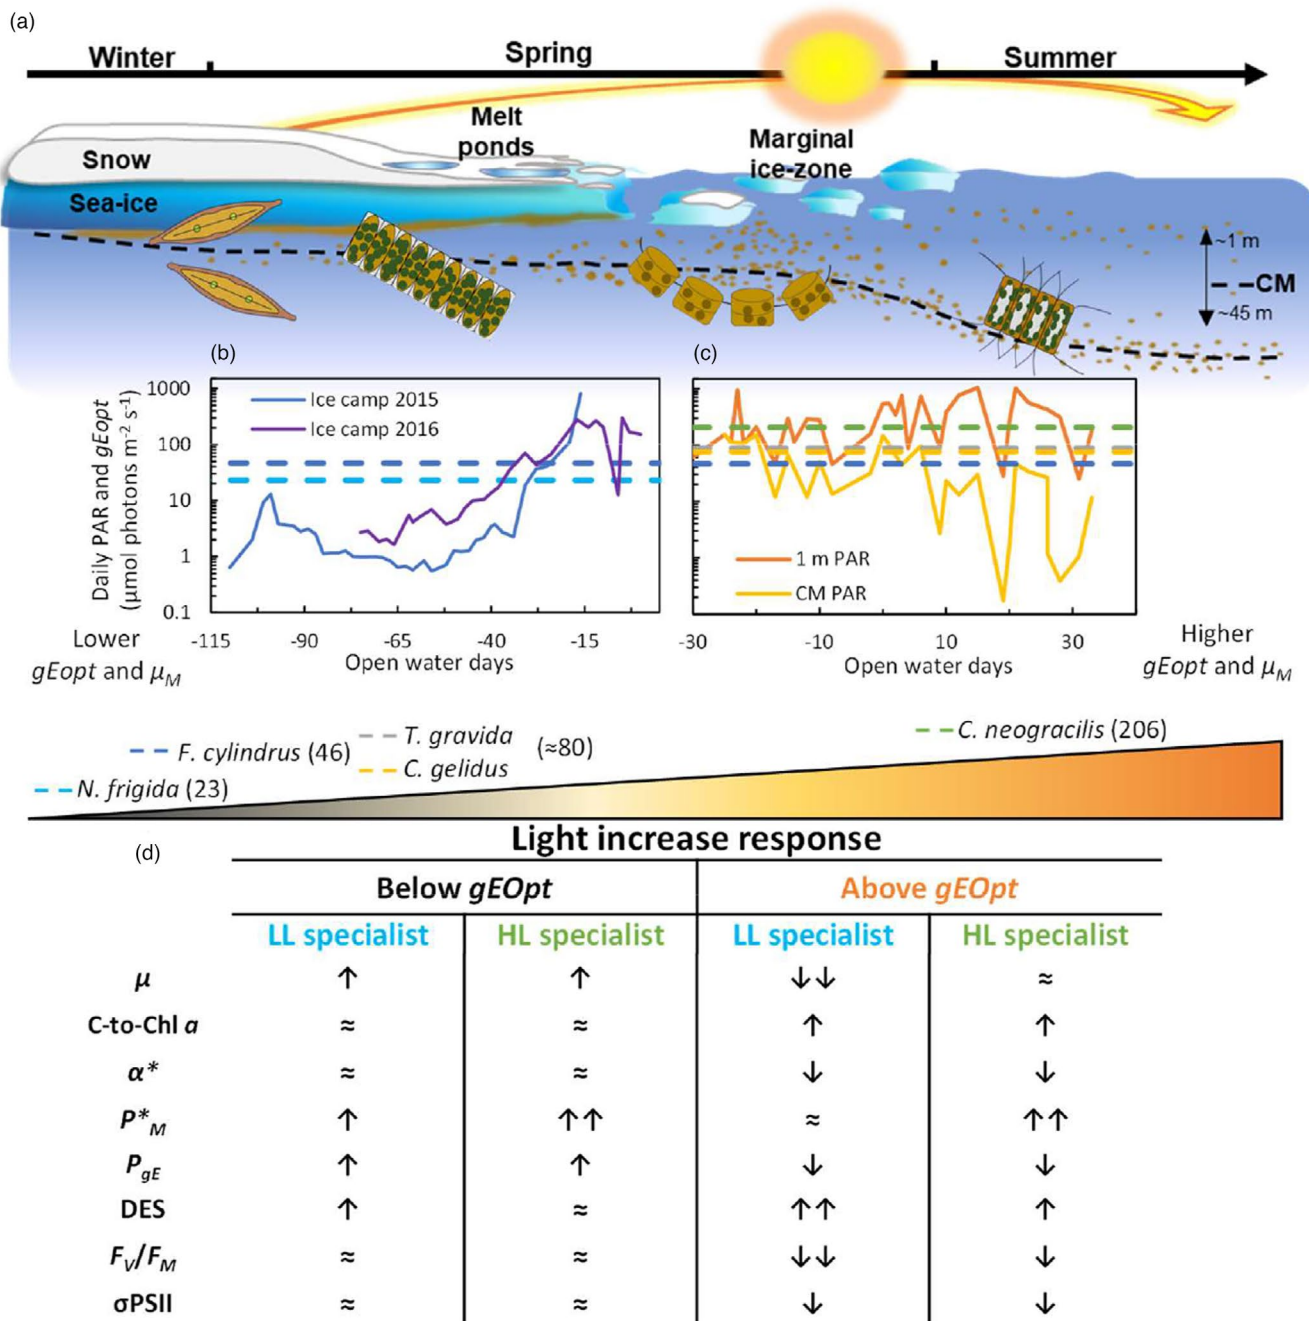 (a)
Winter
Spring
Summer
Melt
ponds
Marginal
ice-zone
Snow
Sea-ice
~1 m
CM
~45 m
(b)
(c)
Daily PAR and gEopt
(μmol photons m⁻² s⁻¹)
1000
100
10
1
0.1
Ice camp 2015
Ice camp 2016
1 m PAR
CM PAR
-115 -90 -65 -40 -15
-30 -10 10 30
Open water days
Open water days
Lower
gEopt and μM
Higher
gEopt and μM
F. cylindrus (46)
T. gravida
C. gelidus
(≈80)
C. neogracilis (206)
N. frigida (23)
Light increase response
(d)
Below gEOpt Above gEOpt
LL specialist HL specialist LL specialist HL specialist
μ ↑ ↑ ↓↓ ≈
C-to-Chl a ≈ ≈ ↑ ↑
α* ≈ ≈ ↓ ↓
P*M ↑ ↑↑ ≈ ↑↑
PgE ↑ ↑ ↓ ↓
DES ↑ ≈ ↑↑ ↑
FV/FM ≈ ≈ ↓↓ ↓
σPSII ≈ ≈ ↓ ↓